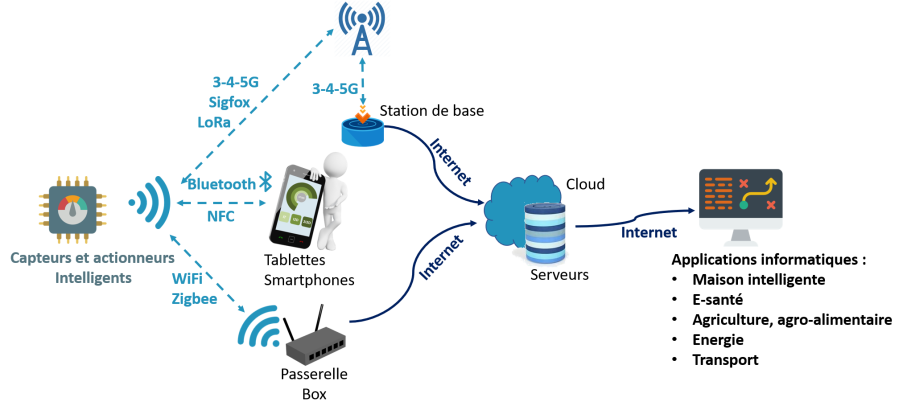 3-4-5G
Sigfox
LoRa
3-4-5G
Station de base
Internet
Bluetooth
NFC
Capteurs et actionneurs
Intelligents
Tablettes
Smartphones
WiFi
Zigbee
Passerelle
Box
Internet
Cloud
Serveurs
Internet
Applications informatiques :
• Maison intelligente
• E-santé
• Agriculture, agro-alimentaire
• Energie
• Transport